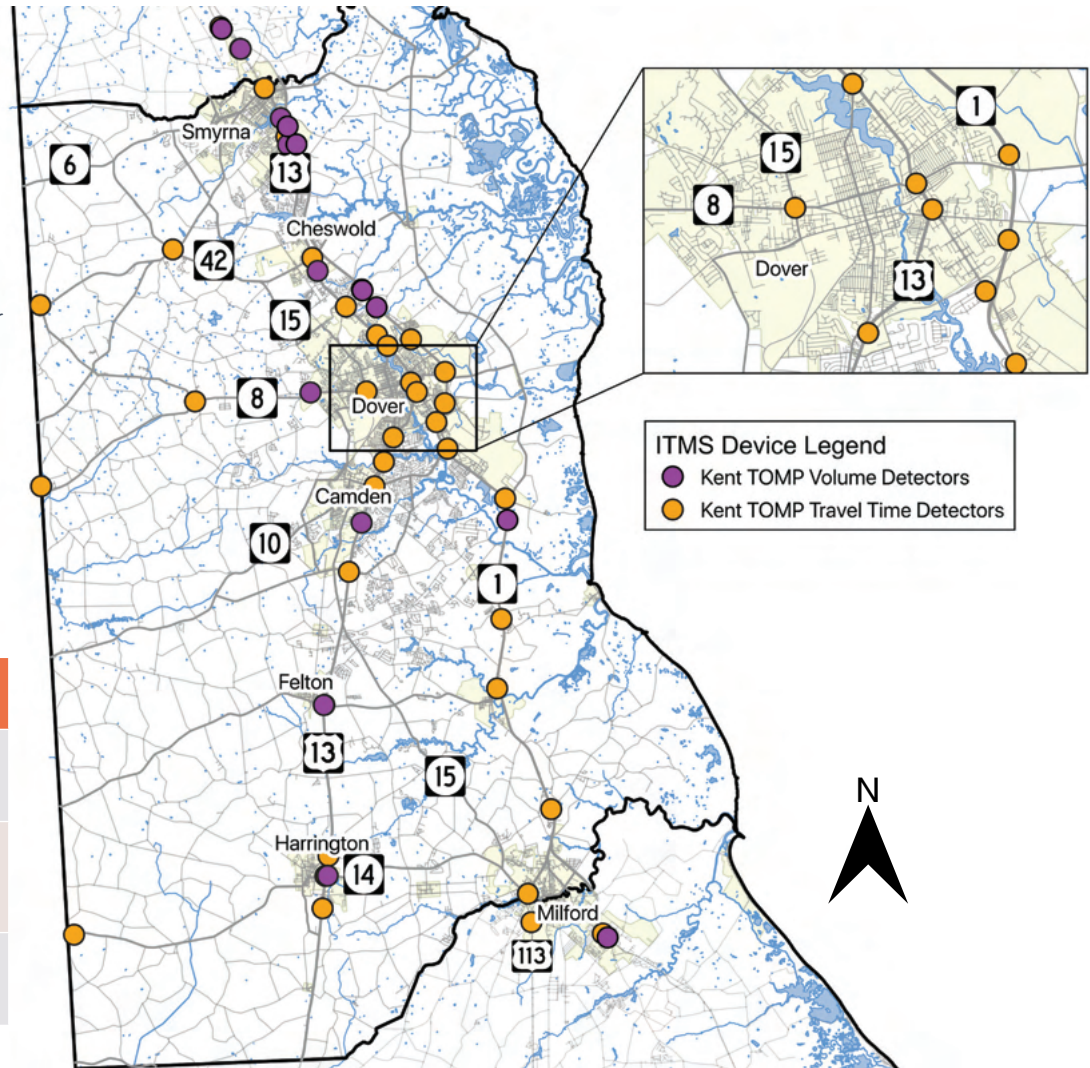 Smyrna
6
13
Cheswold
42
15
8
Dover
Camden
10
1
Felton
13
15
Harrington
14
Milford
113
1
15
8
Dover
13
ITMS Device Legend
Kent TOMP Volume Detectors
Kent TOMP Travel Time Detectors
N